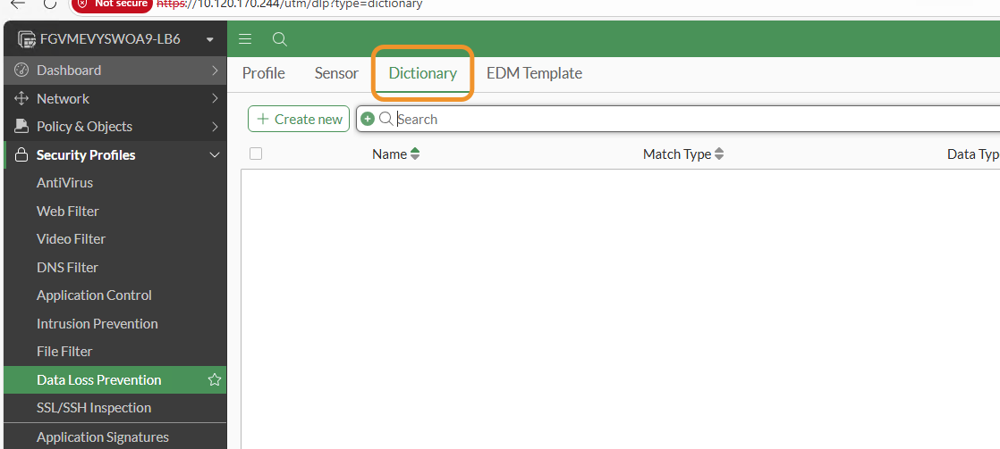 Not secure https://10.120.170.244/utm/dlp?type=dictionary
FGVMEVYSWOA9-LB6
Dashboard
Network
Policy & Objects
Security Profiles
AntiVirus
Web Filter
Video Filter
DNS Filter
Application Control
Intrusion Prevention
File Filter
Data Loss Prevention
SSL/SSH Inspection
Application Signatures
Profile Sensor Dictionary EDM Template
Create new Search
Name Match Type Data Typ